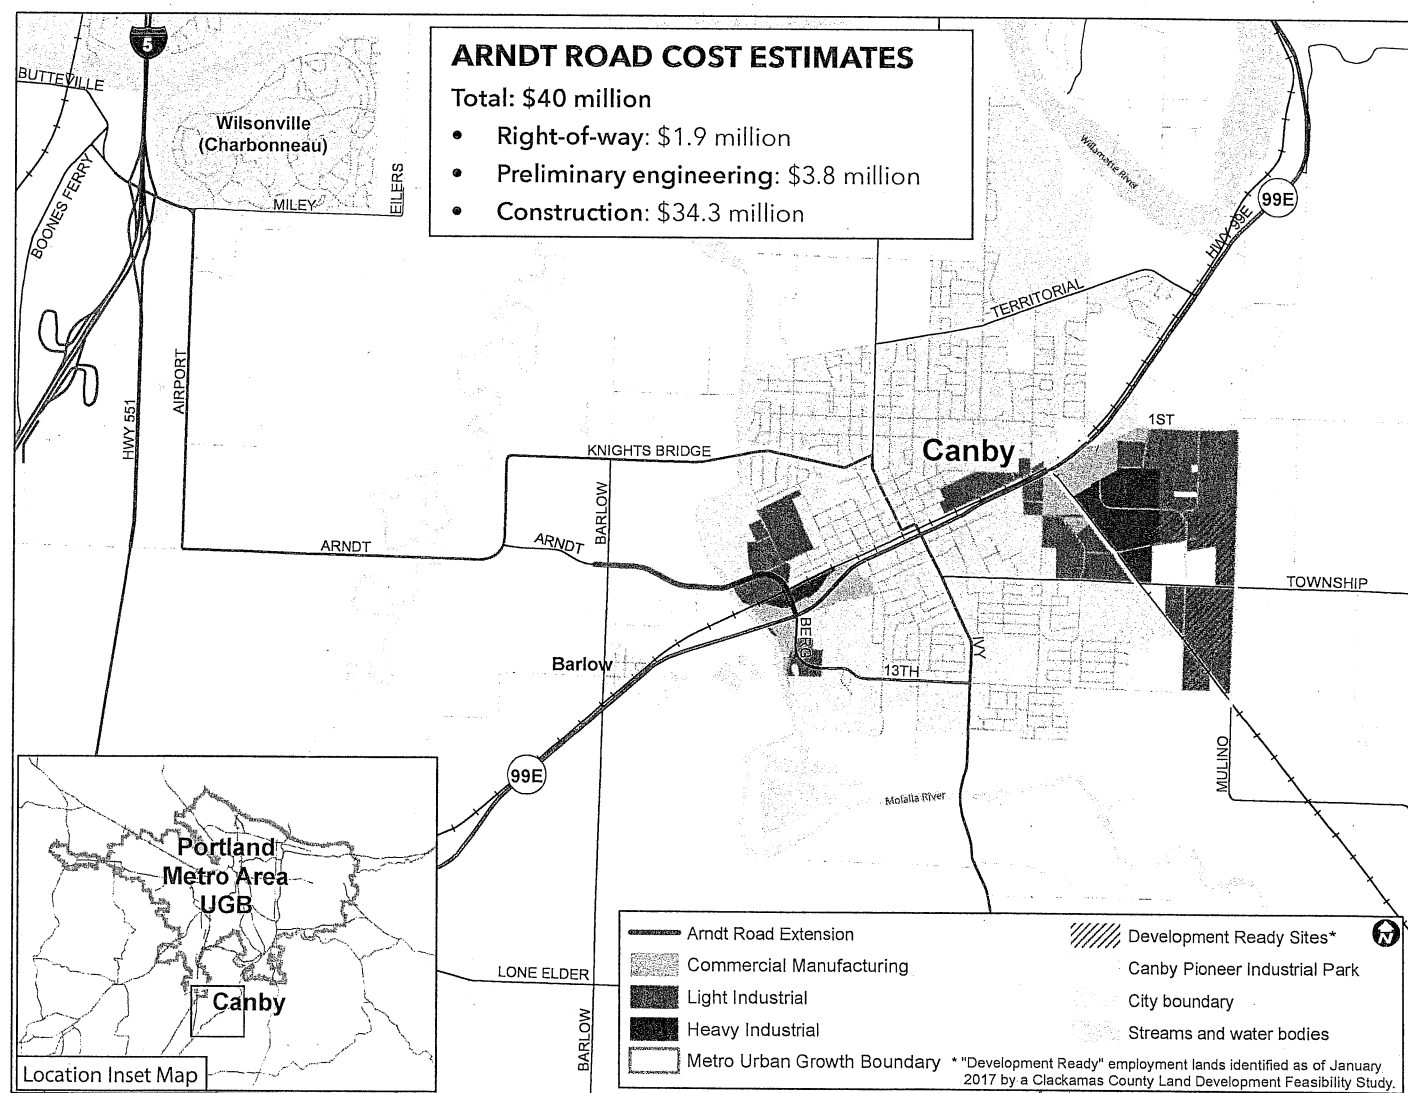 5
BUTTEVILLE
Wilsonville
(Charbonneau)
BOONES FERRY
MILEY
EILERS
ARNDT ROAD COST ESTIMATES
Total: $40 million
• Right-of-way: $1.9 million
• Preliminary engineering: $3.8 million
• Construction: $34.3 million
Willamette River
99E
HWY 99E
TERRITORIAL
AIRPORT
HWY 551
1ST
KNIGHTS BRIDGE
Canby
BARLOW
ARNDT
ARNDT
TOWNSHIP
BERG
IVY
Barlow
13TH
99E
MULINO
Molalla River
Portland
Metro Area
UGB
Canby
Location Inset Map
LONE ELDER
BARLOW
Arndt Road Extension
Commercial Manufacturing
Light Industrial
Heavy Industrial
Metro Urban Growth Boundary
N
Development Ready Sites*
Canby Pioneer Industrial Park
City boundary
Streams and water bodies
* "Development Ready" employment lands identified as of January
2017 by a Clackamas County Land Development Feasibility Study.